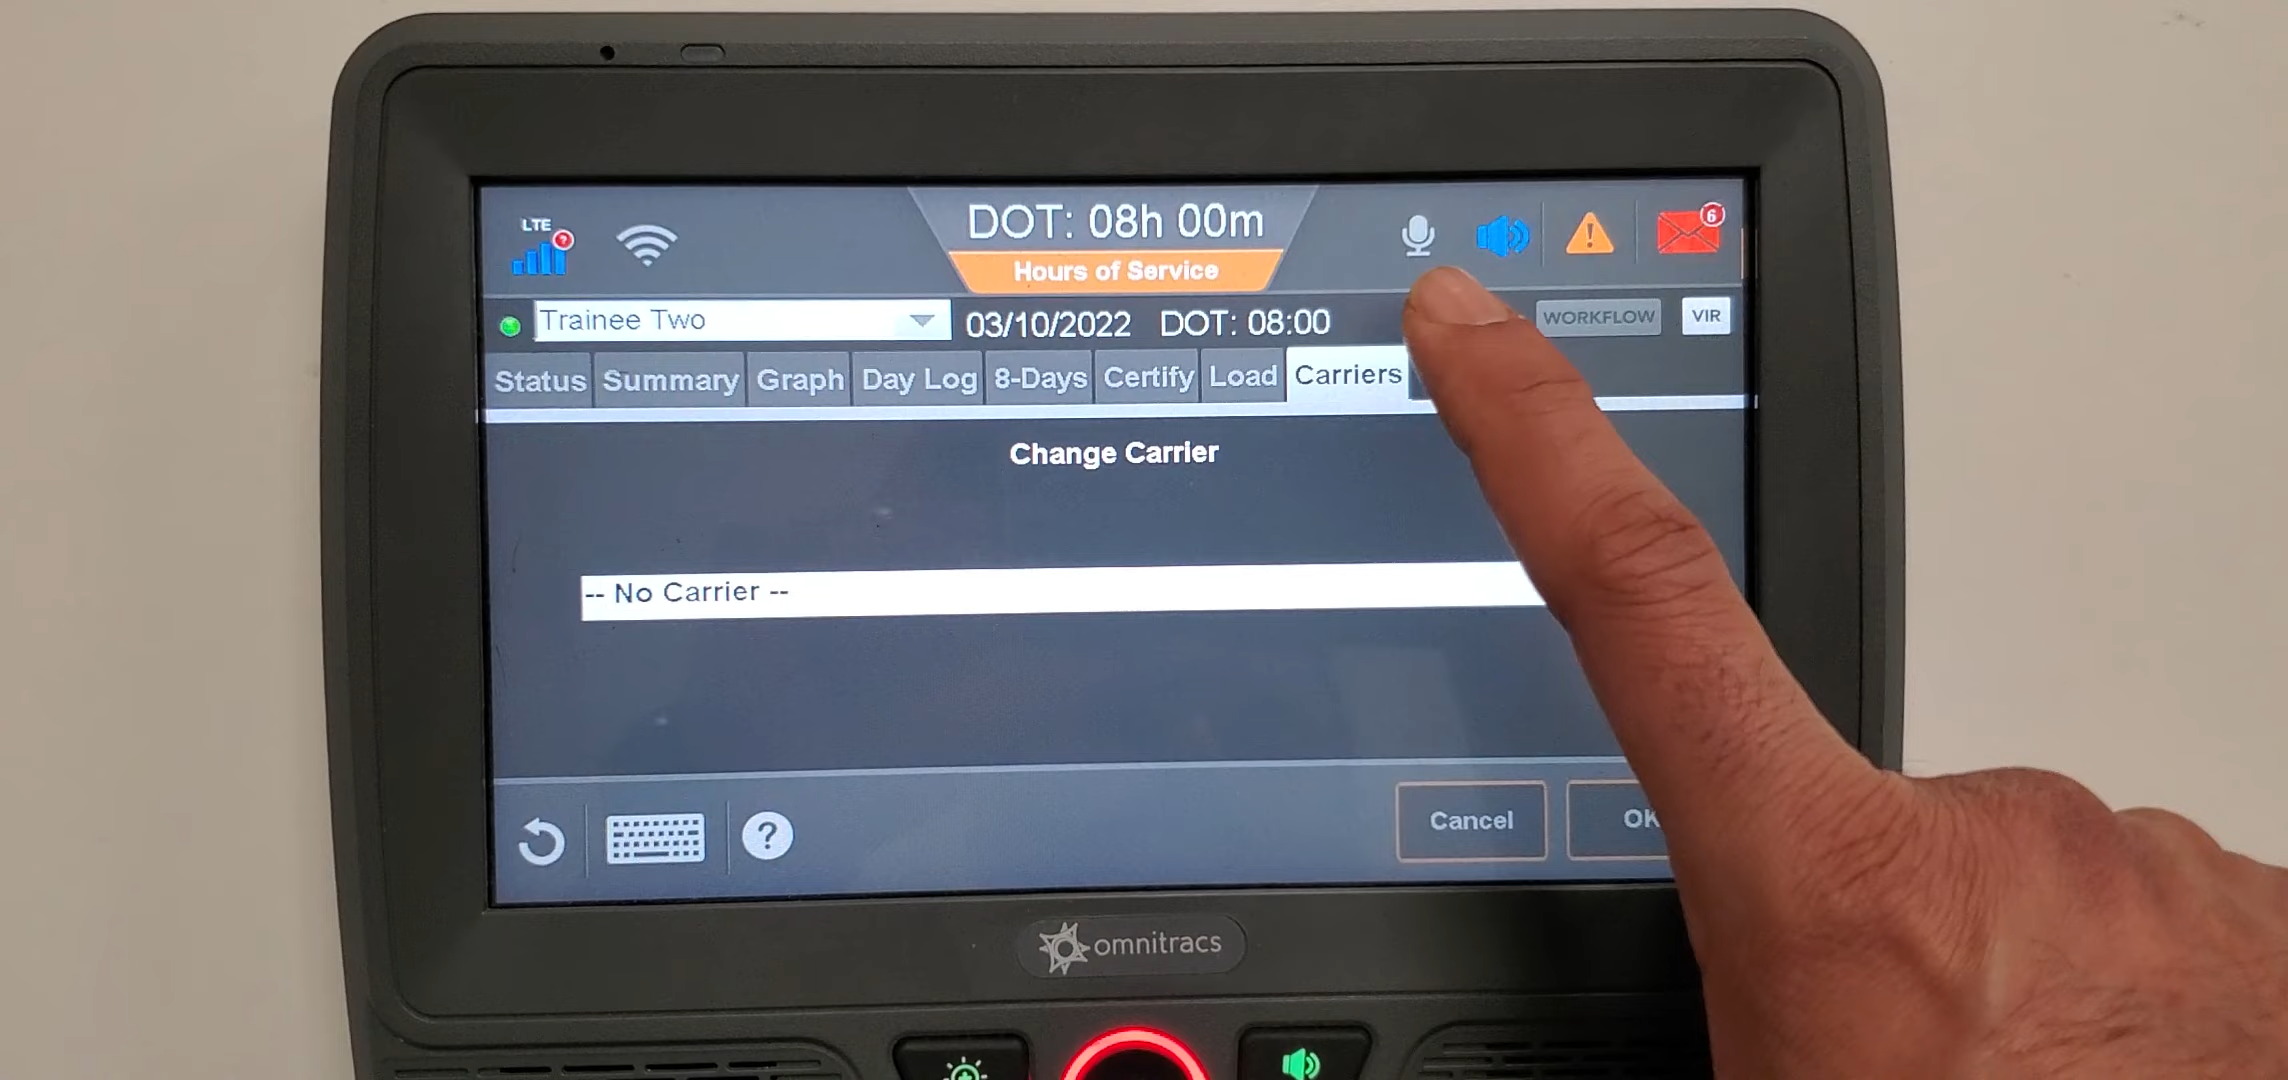 LTE
?
DOT: 08h 00m
Hours of Service
6
Trainee Two
03/10/2022 DOT: 08:00
WORKFLOW
VIR
Status Summary Graph Day Log 8-Days Certify Load Carriers
Change Carrier
-- No Carrier --
?
Cancel
OK
omnitracs